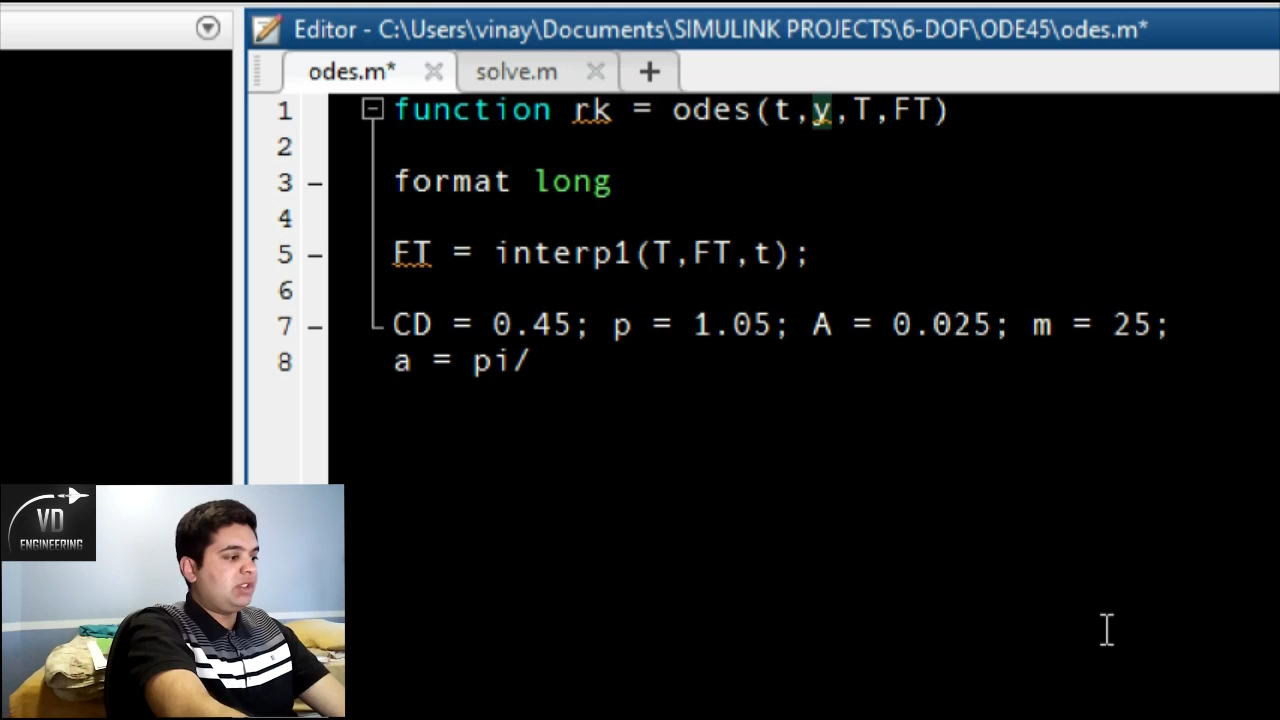 Editor - C:\Users\vinay\Documents\SIMULINK PROJECTS\6-DOF\ODE45\odes.m*
odes.m* × solve.m × +
1 function rk = odes(t,y,T,FT)
2
3 – format long
4
5 – FT = interp1(T,FT,t);
6
7 – CD = 0.45; p = 1.05; A = 0.025; m = 25;
8 a = pi/
VD
ENGINEERING